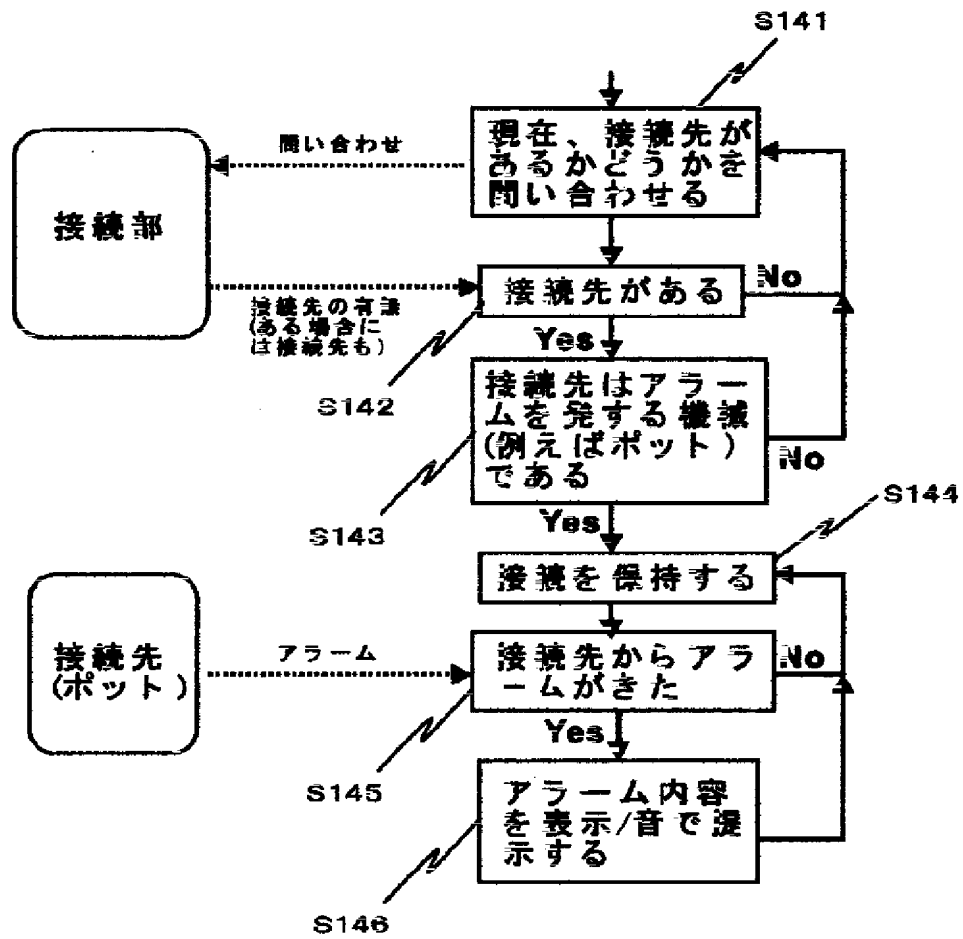 S141
現在、接続先が
あるかどうかを
問い合わせる
問い合わせ
接続部
接続先がある
No
接続先の有無
(ある場合に
は接続先も)
Yes
S142
接続先はアラー
ムを発する機械
(例えばポット)
である
No
S143
Yes
S144
接続を保持する
接続先
(ポット)
アラーム
接続先からアラ
ームがきた
No
Yes
S145
アラーム内容
を表示/音で提
示する
S146